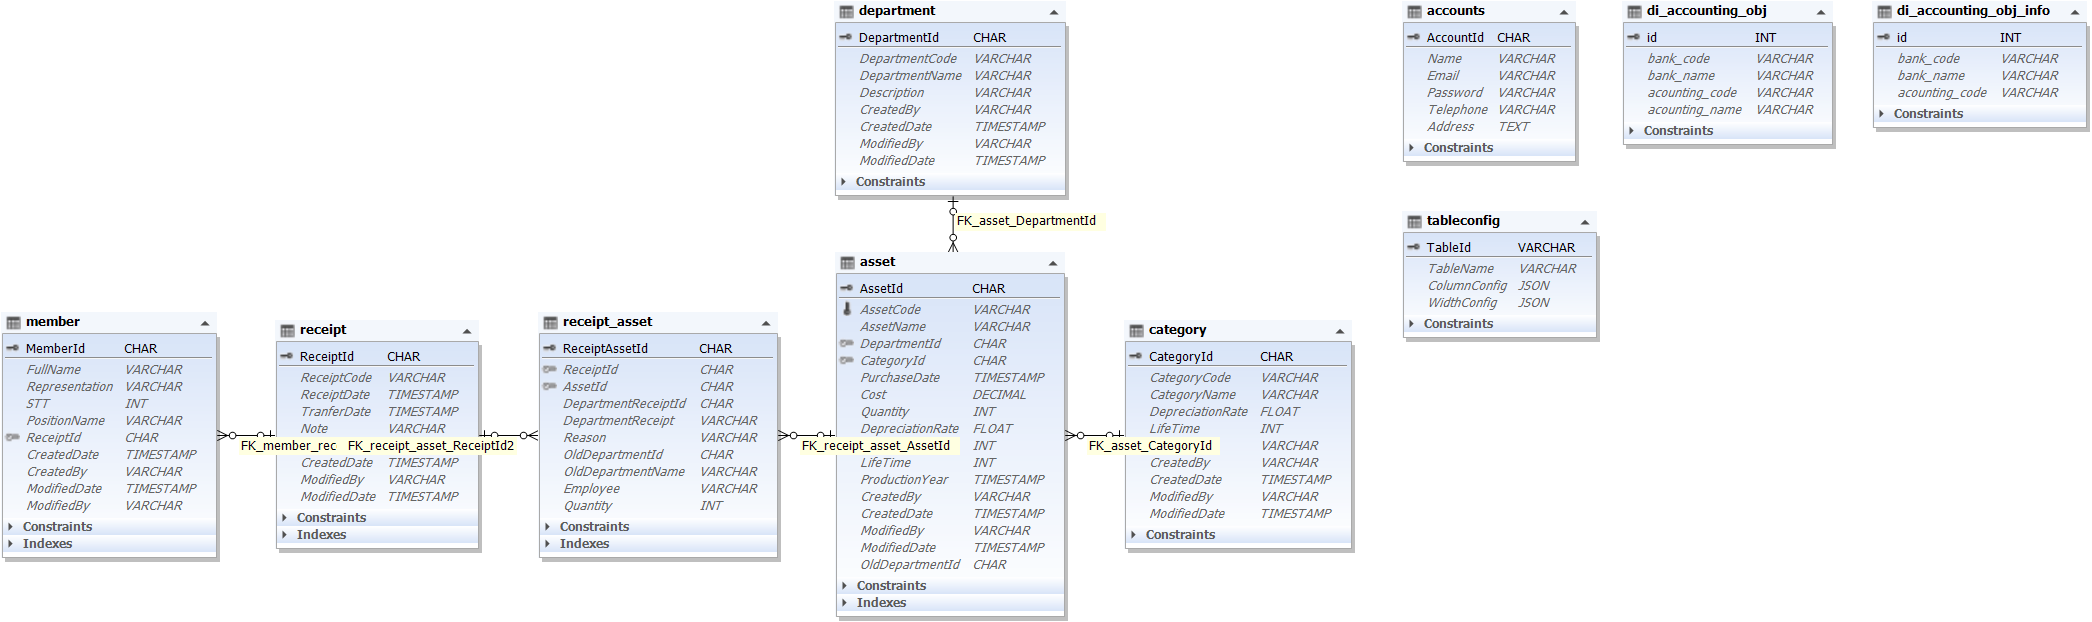 department
DepartmentId CHAR
DepartmentCode VARCHAR
DepartmentName VARCHAR
Description VARCHAR
CreatedBy VARCHAR
CreatedDate TIMESTAMP
ModifiedBy VARCHAR
ModifiedDate TIMESTAMP
Constraints
FK_asset_DepartmentId
accounts
AccountId CHAR
Name VARCHAR
Email VARCHAR
Password VARCHAR
Telephone VARCHAR
Address TEXT
Constraints
di_accounting_obj
id INT
bank_code VARCHAR
bank_name VARCHAR
acounting_code VARCHAR
acounting_name VARCHAR
Constraints
di_accounting_obj_info
id INT
bank_code VARCHAR
bank_name VARCHAR
acounting_code VARCHAR
Constraints
tableconfig
TableId VARCHAR
TableName VARCHAR
ColumnConfig JSON
WidthConfig JSON
Constraints
member
MemberId CHAR
FullName VARCHAR
Representation VARCHAR
STT INT
PositionName VARCHAR
ReceiptId CHAR
CreatedDate TIMESTAMP
CreatedBy VARCHAR
ModifiedDate TIMESTAMP
ModifiedBy VARCHAR
Constraints
Indexes
FK_member_rec
receipt
ReceiptId CHAR
ReceiptCode VARCHAR
ReceiptDate TIMESTAMP
TranferDate TIMESTAMP
Note VARCHAR
CreatedDate TIMESTAMP
ModifiedBy VARCHAR
ModifiedDate TIMESTAMP
Constraints
Indexes
FK_receipt_asset_ReceiptId2
receipt_asset
ReceiptAssetId CHAR
ReceiptId CHAR
AssetId CHAR
DepartmentReceiptId CHAR
DepartmentReceipt VARCHAR
Reason VARCHAR
OldDepartmentId CHAR
OldDepartmentName VARCHAR
Employee VARCHAR
Quantity INT
Constraints
Indexes
FK_receipt_asset_AssetId
asset
AssetId CHAR
AssetCode VARCHAR
AssetName VARCHAR
DepartmentId CHAR
CategoryId CHAR
PurchaseDate TIMESTAMP
Cost DECIMAL
Quantity INT
DepreciationRate FLOAT
INT
LifeTime INT
ProductionYear TIMESTAMP
CreatedBy VARCHAR
CreatedDate TIMESTAMP
ModifiedBy VARCHAR
ModifiedDate TIMESTAMP
OldDepartmentId CHAR
Constraints
Indexes
FK_asset_CategoryId
category
CategoryId CHAR
CategoryCode VARCHAR
CategoryName VARCHAR
DepreciationRate FLOAT
LifeTime INT
VARCHAR
CreatedBy VARCHAR
CreatedDate TIMESTAMP
ModifiedBy VARCHAR
ModifiedDate TIMESTAMP
Constraints